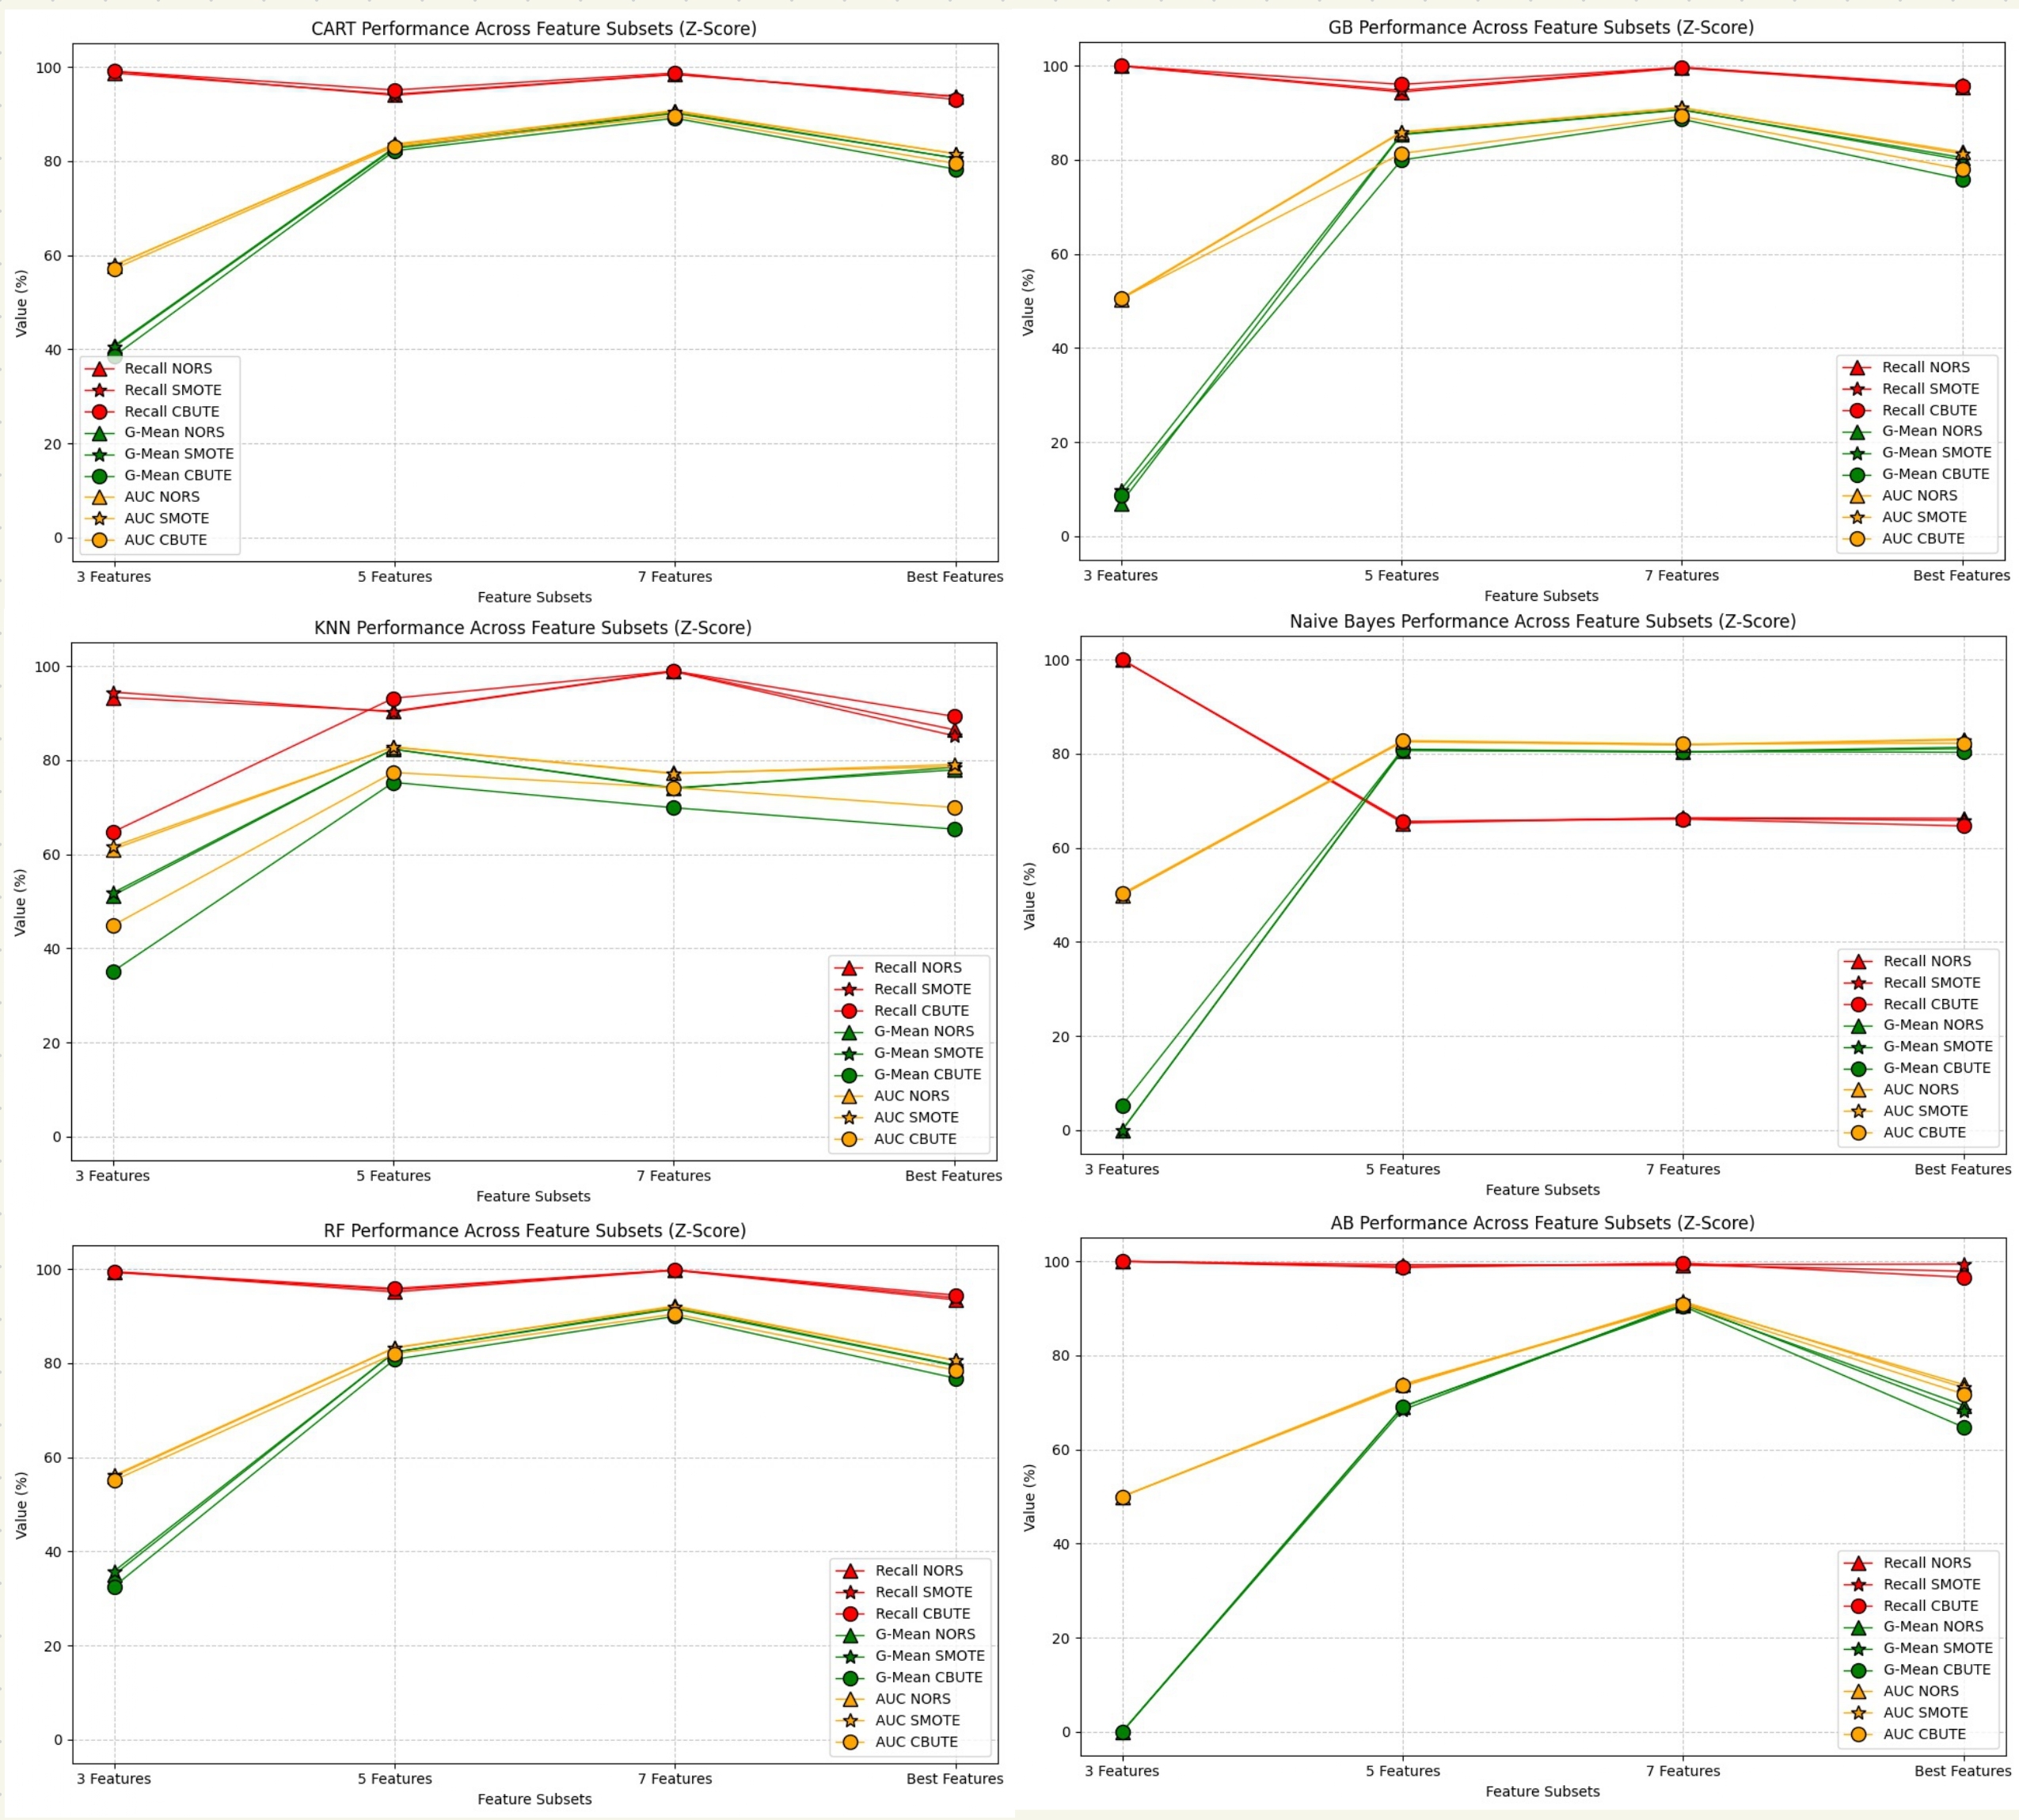 CART Performance Across Feature Subsets (Z-Score)
Value (%)
100
80
60
40
20
0
Recall NORS
Recall SMOTE
Recall CBUTE
G-Mean NORS
G-Mean SMOTE
G-Mean CBUTE
AUC NORS
AUC SMOTE
AUC CBUTE
3 Features 5 Features 7 Features Best Features
Feature Subsets
GB Performance Across Feature Subsets (Z-Score)
Value (%)
100
80
60
40
20
0
Recall NORS
Recall SMOTE
Recall CBUTE
G-Mean NORS
G-Mean SMOTE
G-Mean CBUTE
AUC NORS
AUC SMOTE
AUC CBUTE
3 Features 5 Features 7 Features Best Features
Feature Subsets
KNN Performance Across Feature Subsets (Z-Score)
Value (%)
100
80
60
40
20
0
Recall NORS
Recall SMOTE
Recall CBUTE
G-Mean NORS
G-Mean SMOTE
G-Mean CBUTE
AUC NORS
AUC SMOTE
AUC CBUTE
3 Features 5 Features 7 Features Best Features
Feature Subsets
Naive Bayes Performance Across Feature Subsets (Z-Score)
Value (%)
100
80
60
40
20
0
Recall NORS
Recall SMOTE
Recall CBUTE
G-Mean NORS
G-Mean SMOTE
G-Mean CBUTE
AUC NORS
AUC SMOTE
AUC CBUTE
3 Features 5 Features 7 Features Best Features
Feature Subsets
RF Performance Across Feature Subsets (Z-Score)
Value (%)
100
80
60
40
20
0
Recall NORS
Recall SMOTE
Recall CBUTE
G-Mean NORS
G-Mean SMOTE
G-Mean CBUTE
AUC NORS
AUC SMOTE
AUC CBUTE
3 Features 5 Features 7 Features Best Features
Feature Subsets
AB Performance Across Feature Subsets (Z-Score)
Value (%)
100
80
60
40
20
0
Recall NORS
Recall SMOTE
Recall CBUTE
G-Mean NORS
G-Mean SMOTE
G-Mean CBUTE
AUC NORS
AUC SMOTE
AUC CBUTE
3 Features 5 Features 7 Features Best Features
Feature Subsets